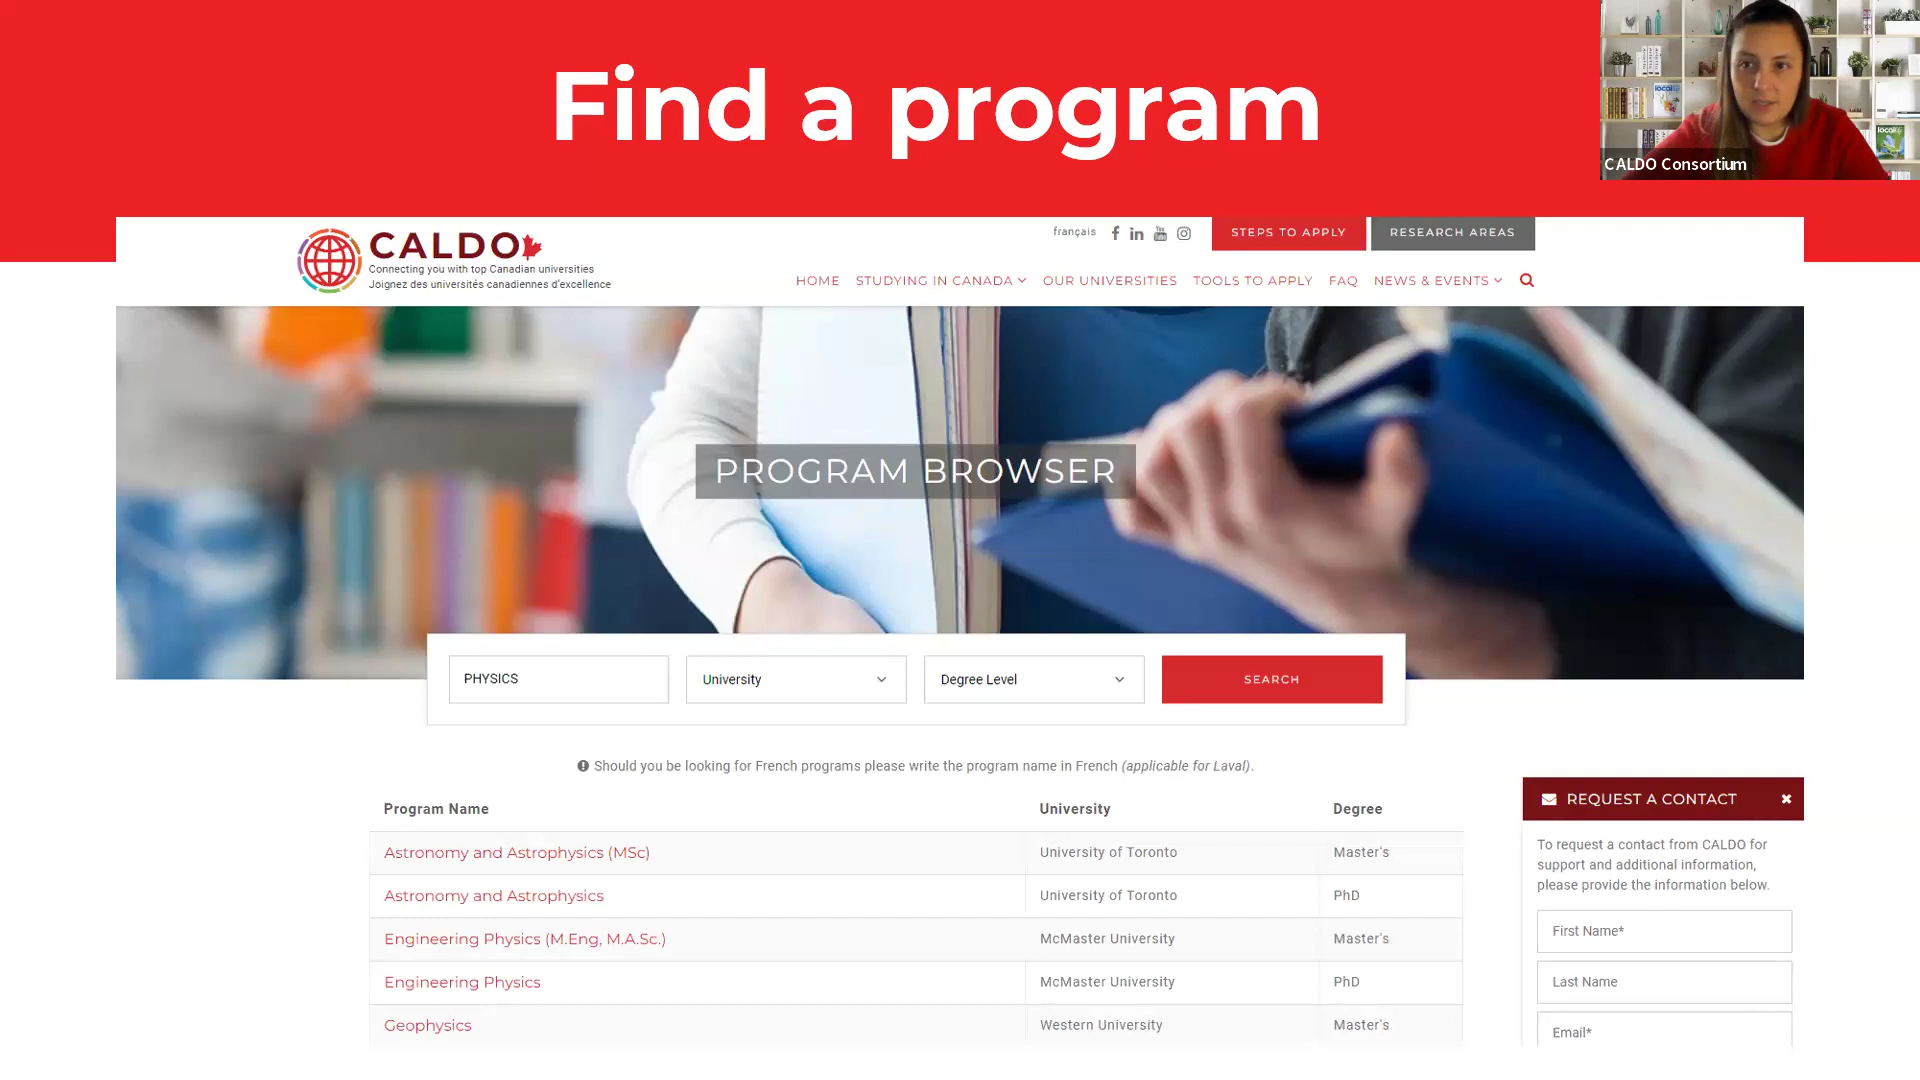 Find a program
local
local
CALDO Consortium
CALDO
Connecting you with top Canadian universities
Joignez des universités canadiennes d'excellence
français
STEPS TO APPLY
RESEARCH AREAS
HOME
STUDYING IN CANADA
OUR UNIVERSITIES
TOOLS TO APPLY
FAQ
NEWS & EVENTS
PROGRAM BROWSER
PHYSICS
University
Degree Level
SEARCH
Should you be looking for French programs please write the program name in French (applicable for Laval).
Program Name University Degree
Astronomy and Astrophysics (MSc) University of Toronto Master's
Astronomy and Astrophysics University of Toronto PhD
Engineering Physics (M.Eng, M.A.Sc.) McMaster University Master's
Engineering Physics McMaster University PhD
Geophysics Western University Master's
REQUEST A CONTACT
To request a contact from CALDO for
support and additional information,
please provide the information below.
First Name*
Last Name
Email*